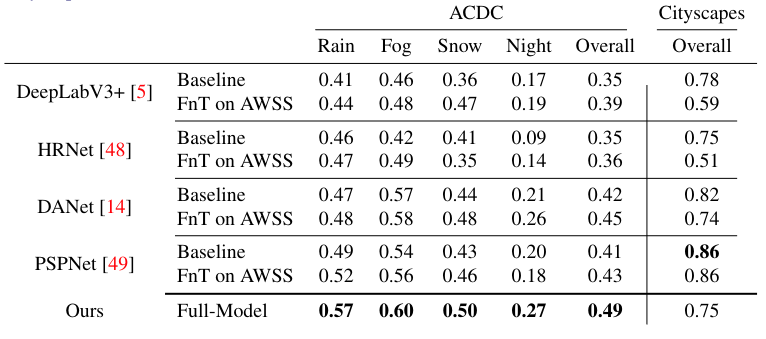 ACDC Cityscapes
Rain Fog Snow Night Overall Overall
DeepLabV3+ [5] Baseline 0.41 0.46 0.36 0.17 0.35 0.78
FnT on AWSS 0.44 0.48 0.47 0.19 0.39 0.59
HRNet [48] Baseline 0.46 0.42 0.41 0.09 0.35 0.75
FnT on AWSS 0.47 0.49 0.35 0.14 0.36 0.51
DANet [14] Baseline 0.47 0.57 0.44 0.21 0.42 0.82
FnT on AWSS 0.48 0.58 0.48 0.26 0.45 0.74
PSPNet [49] Baseline 0.49 0.54 0.43 0.20 0.41 0.86
FnT on AWSS 0.52 0.56 0.46 0.18 0.43 0.86
Ours Full-Model 0.57 0.60 0.50 0.27 0.49 0.75